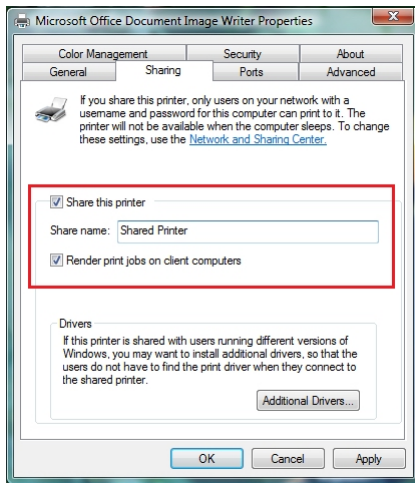 Microsoft Office Document Image Writer Properties
Color Management Security About
General Sharing Ports Advanced
If you share this printer, only users on your network with a
username and password for this computer can print to it. The
printer will not be available when the computer sleeps. To change
these settings, use the Network and Sharing Center.
Share this printer
Share name: Shared Printer
Render print jobs on client computers
Drivers
If this printer is shared with users running different versions of
Windows, you may want to install additional drivers, so that the
users do not have to find the print driver when they connect to
the shared printer.
Additional Drivers...
OK Cancel Apply